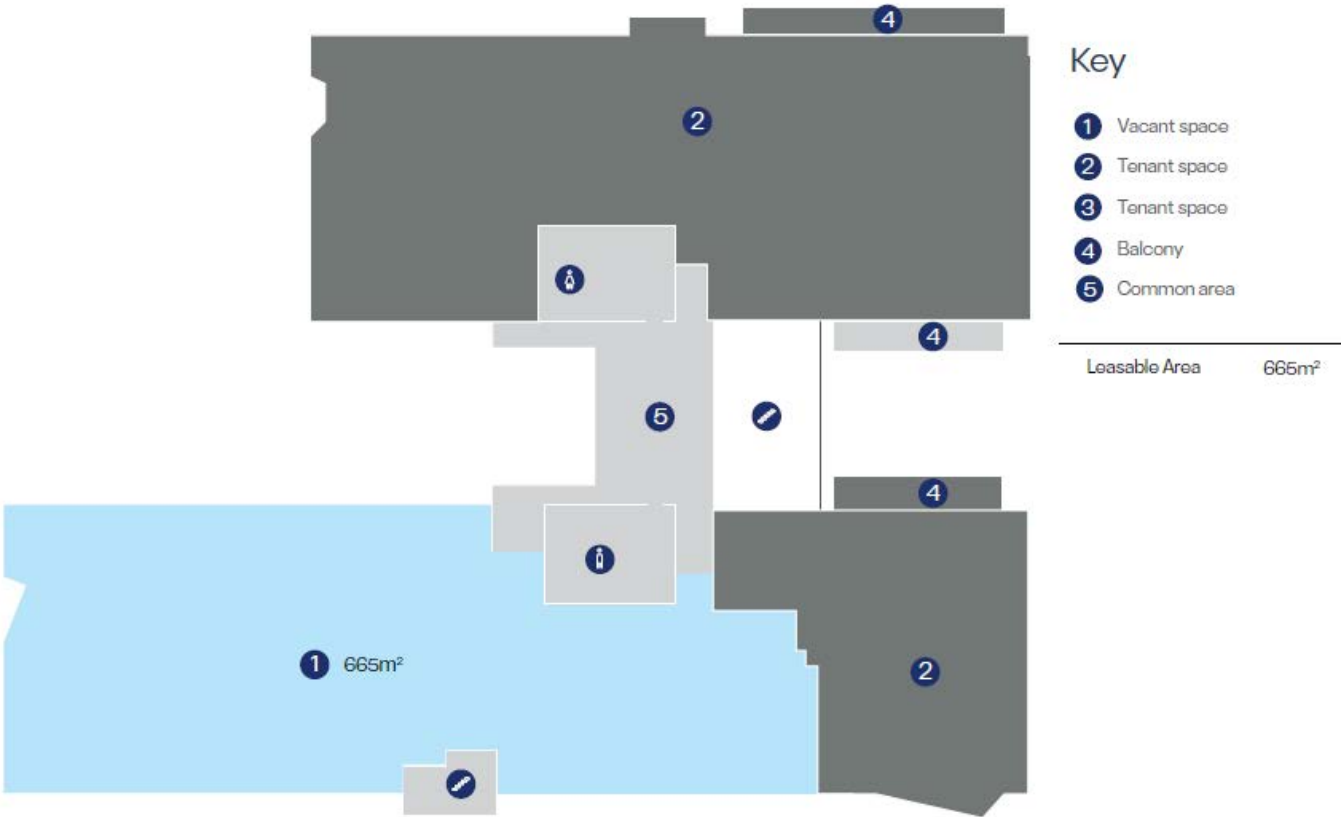 4
Key
2
1 Vacant space
2 Tenant space
3 Tenant space
4 Balcony
5 Common area
4
Leasable Area 665m²
5
4
1 665m²
2